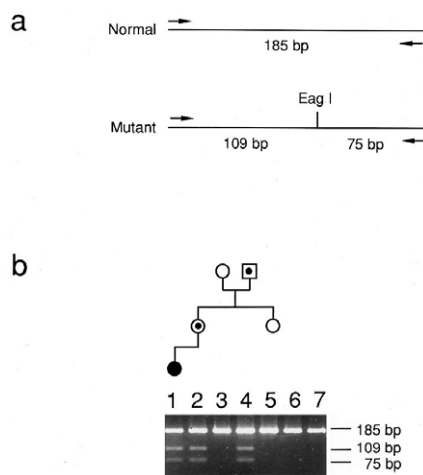 a
Normal
185 bp
Eag I
Mutant
109 bp 75 bp
b
1 2 3 4 5 6 7
185 bp
109 bp
75 bp